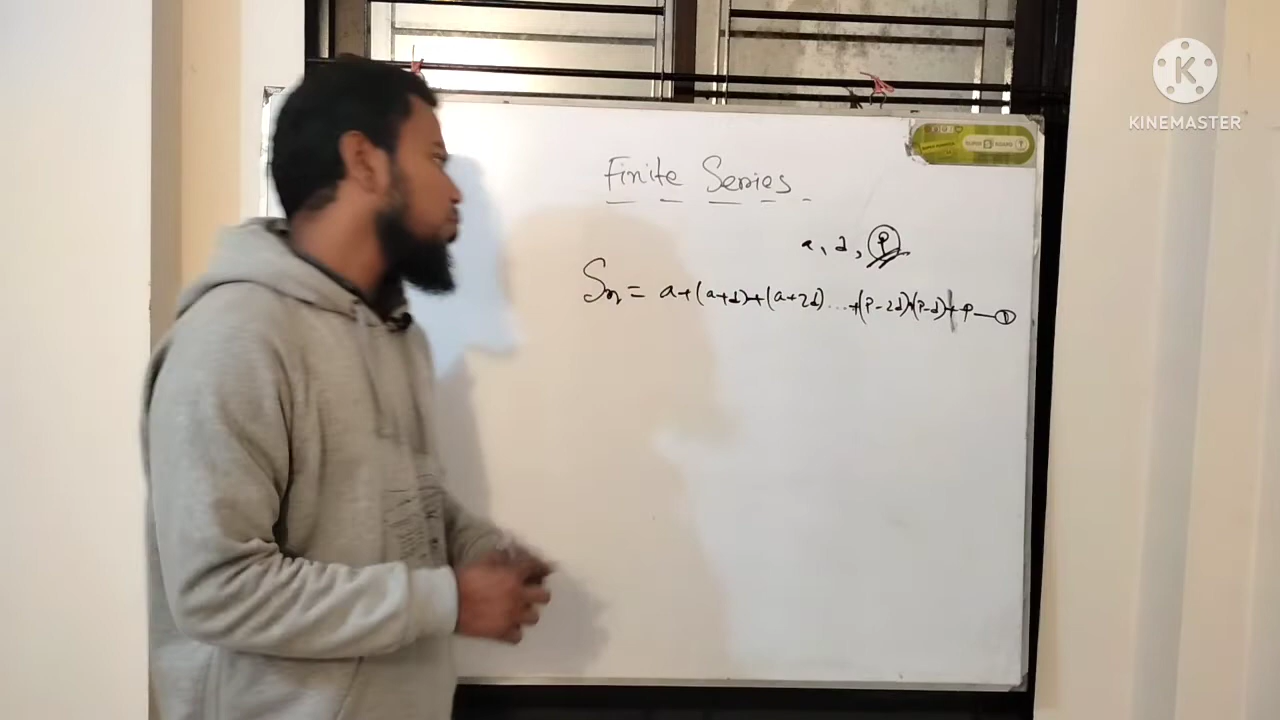 K
KINEMASTER
Finite Series
a, d, P
Sn = a+(a+d)+(a+2d) ...+(P-2d)+(P-d)+P—①